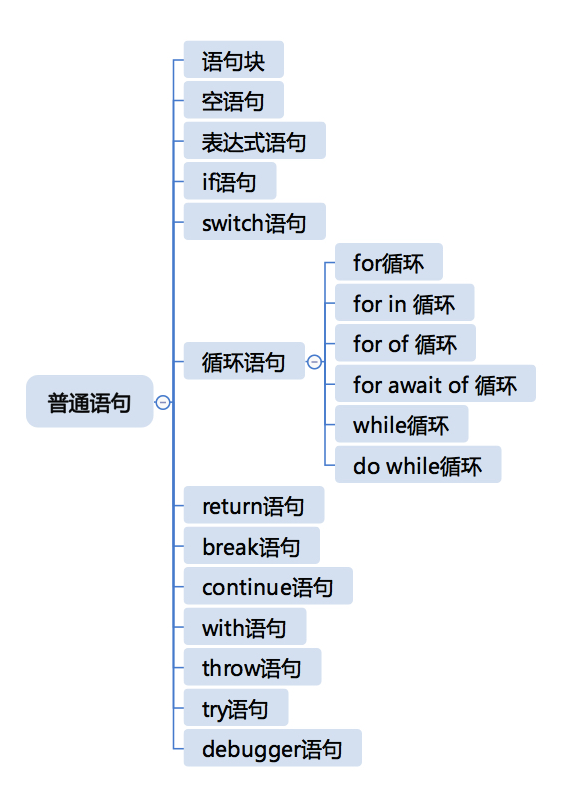 语句块
空语句
表达式语句
if语句
switch语句
for循环
for in 循环
循环语句
for of 循环
for await of 循环
普通语句
while循环
do while循环
return语句
break语句
continue语句
with语句
throw语句
try语句
debugger语句